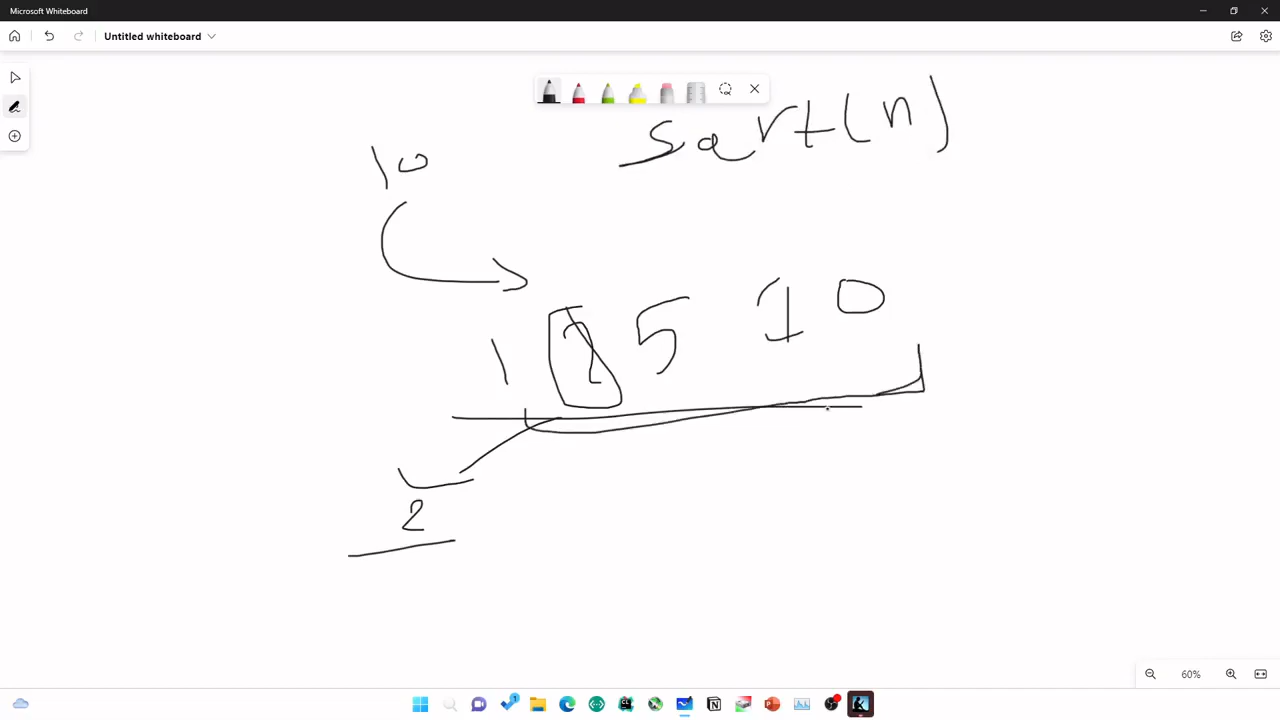 Microsoft Whiteboard
Untitled whiteboard
sqrt(n)
10
1 2 5 10
2
60%